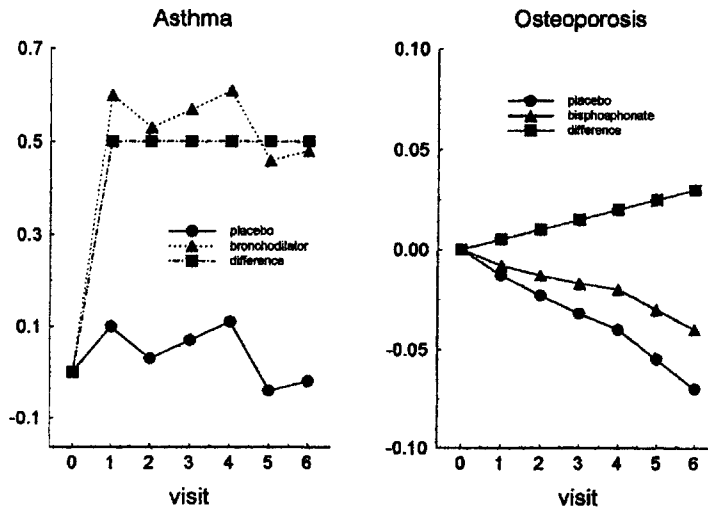 Asthma
0.7
0.5
0.3
0.1
-0.1
placebo
bronchodilator
difference
0 1 2 3 4 5 6
visit
Osteoporosis
0.10
0.05
0.00
-0.05
-0.10
placebo
bisphosphonate
difference
0 1 2 3 4 5 6
visit